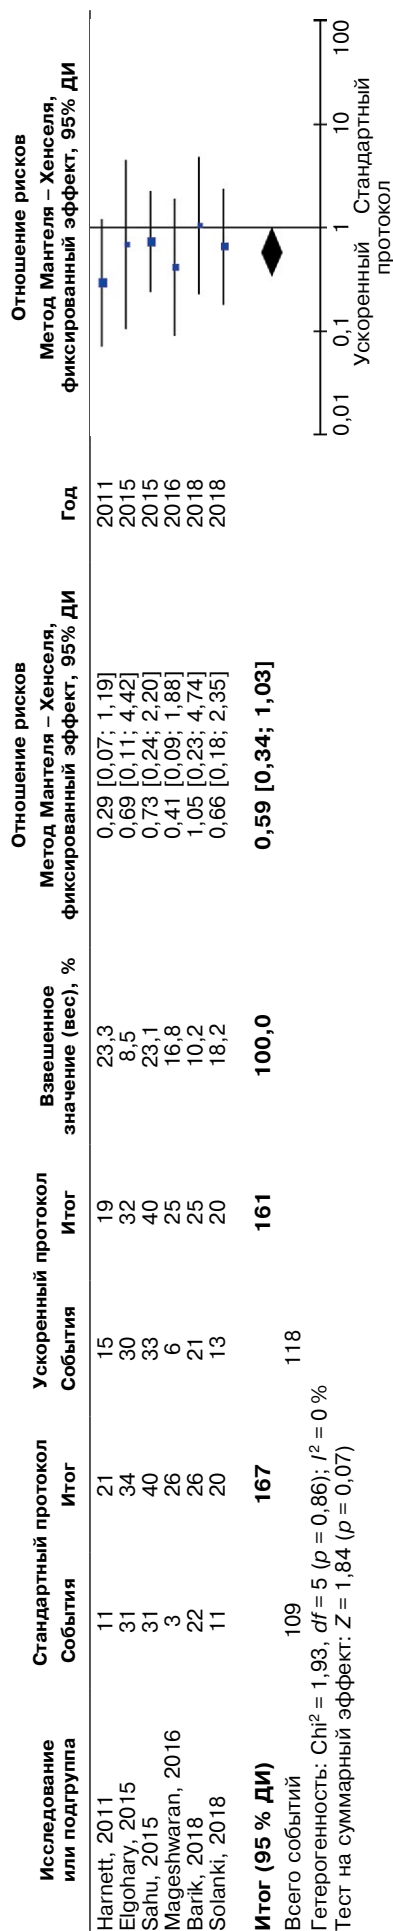 Исследование или подгруппа Стандартный протокол События Стандартный протокол Итог Ускоренный протокол События Ускоренный протокол Итог Взвешенное значение (вес), % Отношение рисков Метод Мантеля – Хенселя, фиксированный эффект, 95% ДИ Год Отношение рисков Метод Мантеля – Хенселя, фиксированный эффект, 95% ДИ
Harnett, 2011 11 21 15 19 23,3 0,29 [0,07; 1,19] 2011
Elgohary, 2015 31 34 30 32 8,5 0,69 [0,11; 4,42] 2015
Sahu, 2015 31 40 33 40 23,1 0,73 [0,24; 2,20] 2015
Mageshwaran, 2016 3 26 6 25 16,8 0,41 [0,09; 1,88] 2016
Barik, 2018 22 26 21 25 10,2 1,05 [0,23; 4,74] 2018
Solanki, 2018 11 20 13 20 18,2 0,66 [0,18; 2,35] 2018
Итог (95 % ДИ) 167 161 100,0 0,59 [0,34; 1,03]
Всего событий 109 118
Гетерогенность: Chi² = 1,93, df = 5 (p = 0,86); I² = 0 %
Тест на суммарный эффект: Z = 1,84 (p = 0,07)
0,01 0,1 1 10 100
Ускоренный Стандартный
протокол